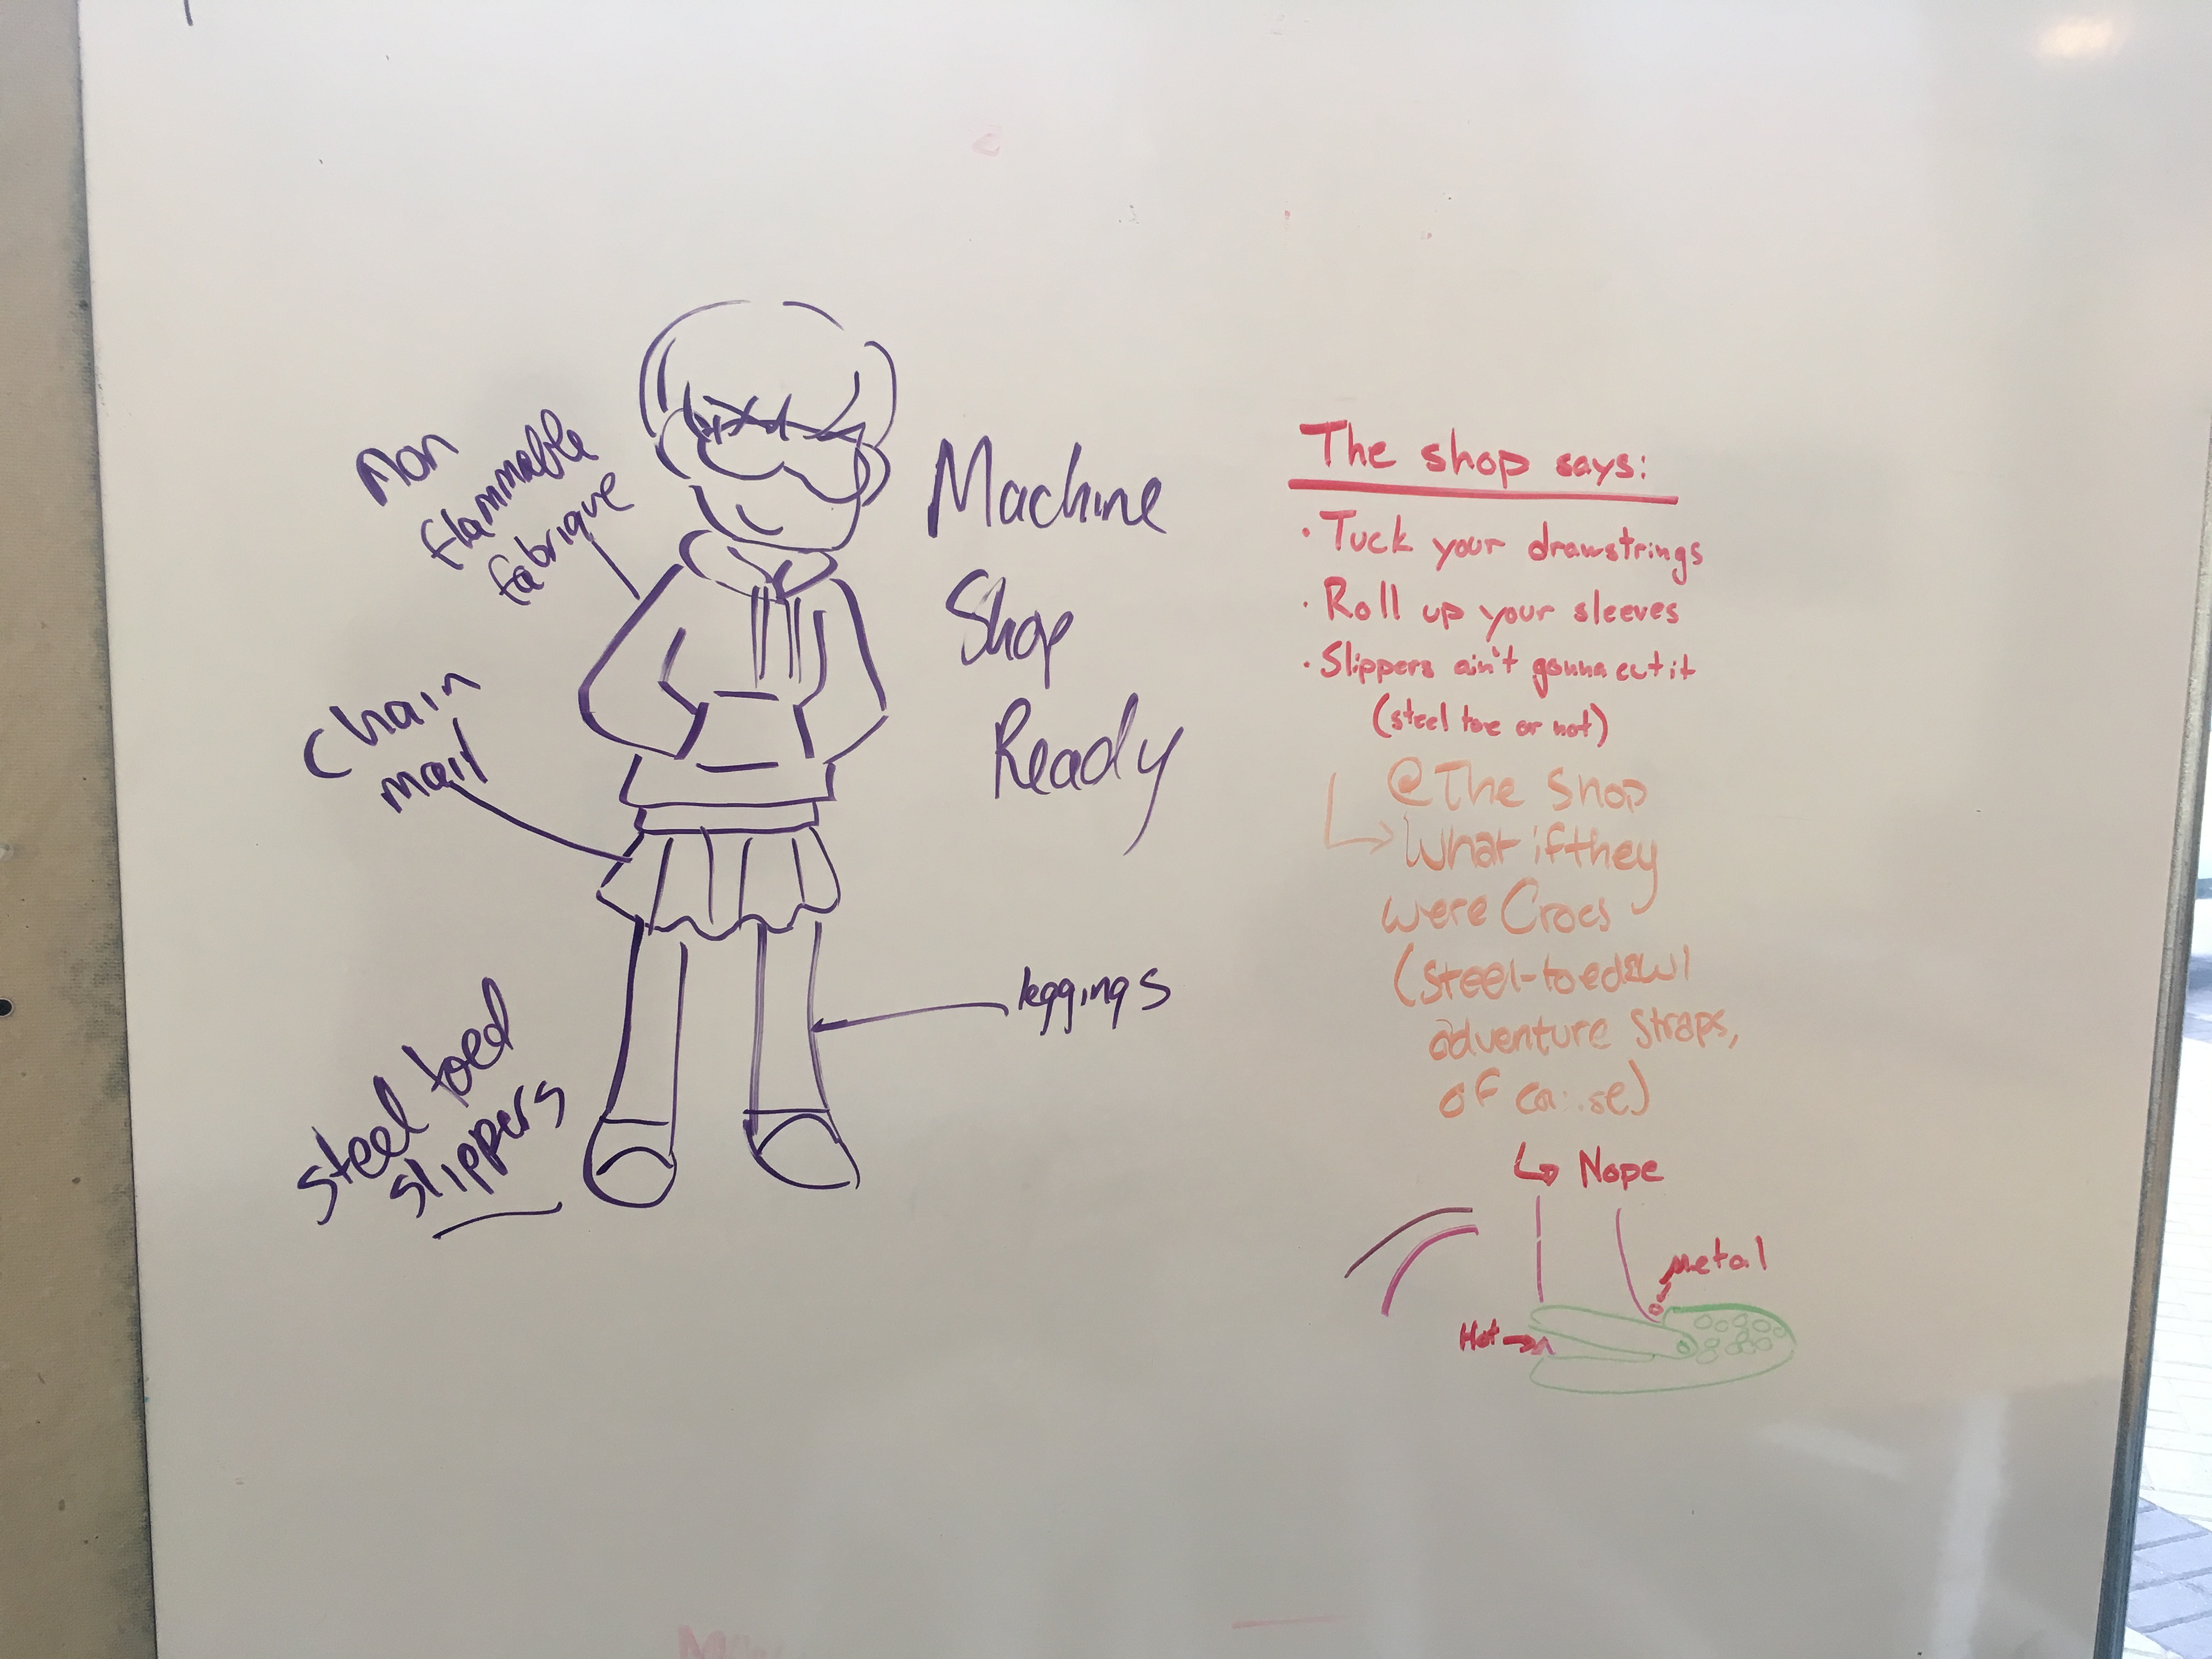 Non
flammable
fabrique
Chain
mail
steel toed
slippers
Machine
Shop
Ready
leggings
The shop says:
• Tuck your drawstrings
• Roll up your sleeves
• Slippers ain't gonna cut it
(steel toe or not)
@The Shop
What if they
were Crocs
(steel-toed &w/
adventure straps,
of
Nope
Metal
Hot